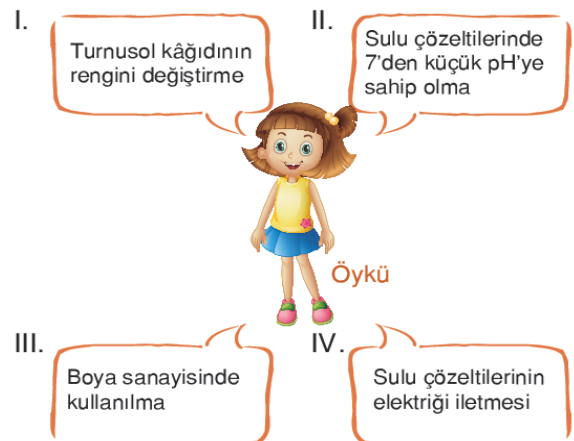 I.
Turnusol kâğıdının
rengini değiştirme
II.
Sulu çözeltilerinde
7'den küçük pH'ye
sahip olma
Öykü
III.
Boya sanayisinde
kullanılma
IV.
Sulu çözeltilerinin
elektriği iletmesi